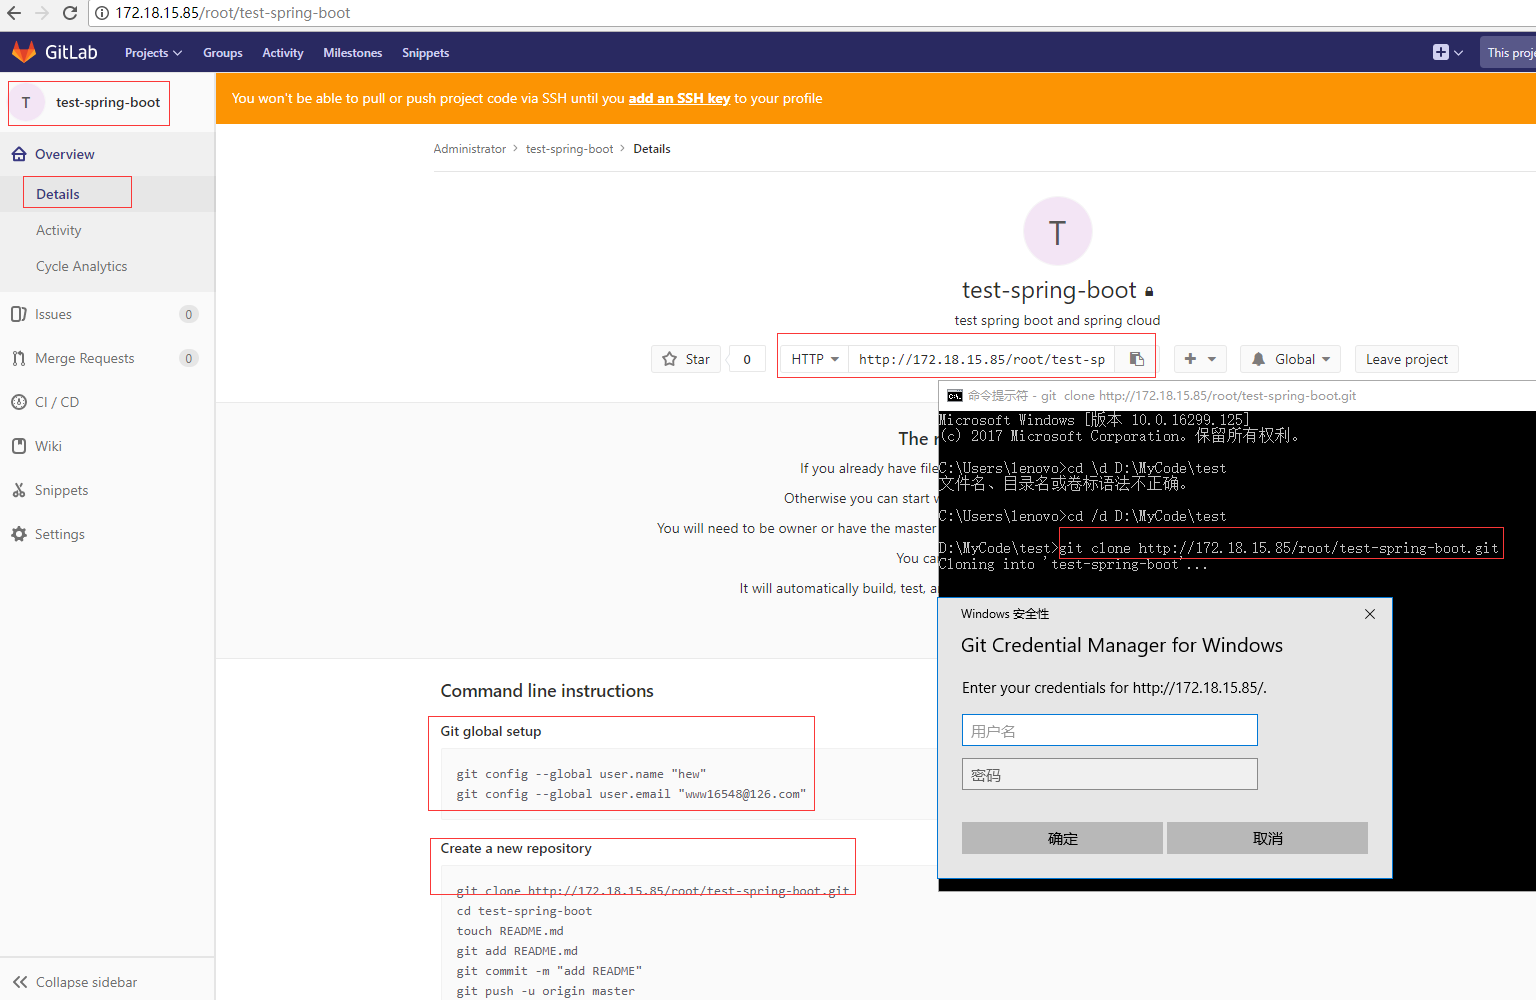 172.18.15.85/root/test-spring-boot
GitLab Projects Groups Activity Milestones Snippets
This proje
T test-spring-boot
You won't be able to pull or push project code via SSH until you add an SSH key to your profile
Overview
Details
Activity
Cycle Analytics
Issues 0
Merge Requests 0
CI / CD
Wiki
Snippets
Settings
Collapse sidebar
Administrator > test-spring-boot > Details
T
test-spring-boot
test spring boot and spring cloud
Star 0 HTTP http://172.18.15.85/root/test-sp Global Leave project
The r
If you already have file
Otherwise you can start w
You will need to be owner or have the master
You ca
It will automatically build, test, a
Command line instructions
Git global setup
git config --global user.name "hew"
git config --global user.email "www16548@126.com"
Create a new repository
git clone http://172.18.15.85/root/test-spring-boot.git
cd test-spring-boot
touch README.md
git add README.md
git commit -m "add README"
git push -u origin master
命令提示符 - git  clone http://172.18.15.85/root/test-spring-boot.git
Microsoft Windows [版本 10.0.16299.125]
(c) 2017 Microsoft Corporation。保留所有权利。
C:\Users\lenovo>cd \d D:\MyCode\test
文件名、目录名或卷标语法不正确。
C:\Users\lenovo>cd /d D:\MyCode\test
D:\MyCode\test>git clone http://172.18.15.85/root/test-spring-boot.git
Cloning into 'test-spring-boot'...
Windows 安全性
Git Credential Manager for Windows
Enter your credentials for http://172.18.15.85/.
用户名
密码
确定 取消